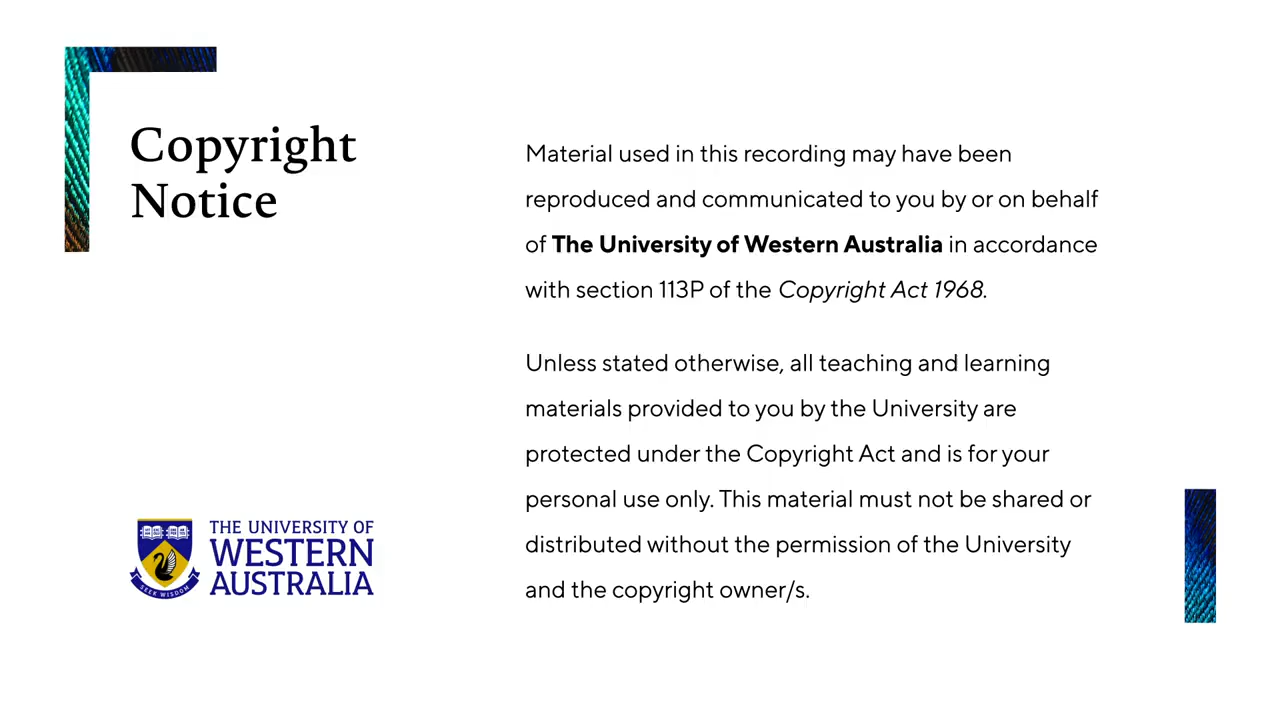 Copyright
Notice
Material used in this recording may have been
reproduced and communicated to you by or on behalf
of The University of Western Australia in accordance
with section 113P of the Copyright Act 1968.
Unless stated otherwise, all teaching and learning
materials provided to you by the University are
protected under the Copyright Act and is for your
personal use only. This material must not be shared or
distributed without the permission of the University
and the copyright owner/s.
SEEK WISDOM
THE UNIVERSITY OF
WESTERN
AUSTRALIA